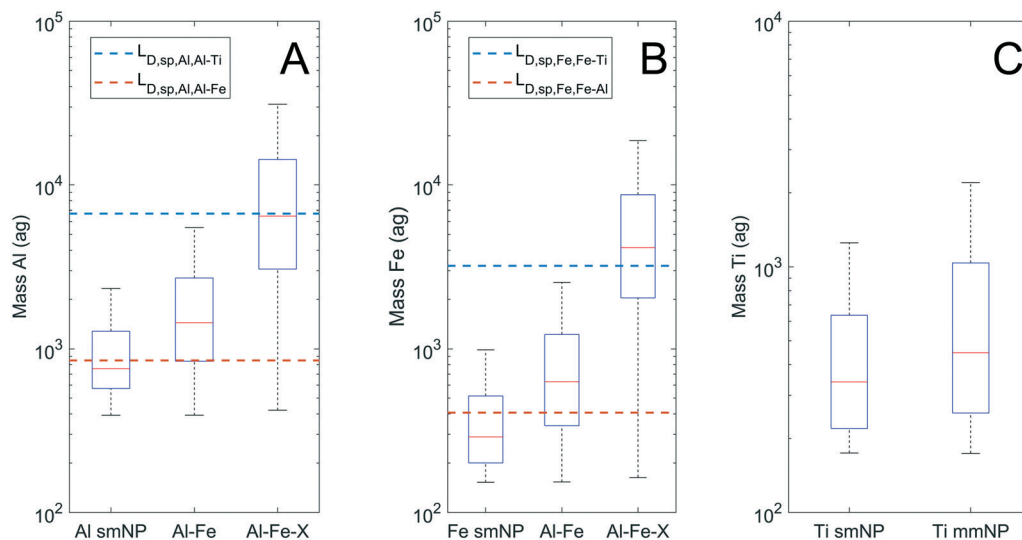 A
L_D,sp,Al,Al-Ti
L_D,sp,Al,Al-Fe
Mass Al (ag)
10^5
10^4
10^3
10^2
Al smNP Al-Fe Al-Fe-X
B
L_D,sp,Fe,Fe-Ti
L_D,sp,Fe,Fe-Al
Mass Fe (ag)
10^5
10^4
10^3
10^2
Fe smNP Al-Fe Al-Fe-X
C
Mass Ti (ag)
10^4
10^3
10^2
Ti smNP Ti mmNP